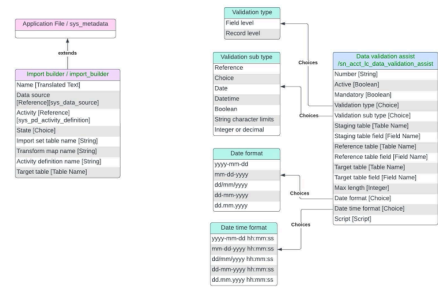 Application File / sys_metadata
extends
Import builder / import_builder
Name [Translated Text]
Data source
[Reference][sys_data_source]
Activity [Reference]
[sys_pd_activity_definition]
State [Choice]
Import set table name [String]
Transform map name [String]
Activity definition name [String]
Target table [Table Name]
Validation type
Field level
Record level
Validation sub type
Reference
Choice
Date
Datetime
Boolean
String character limits
Integer or decimal
Date format
yyyy-mm-dd
mm-dd-yyyy
dd/mm/yyyy
dd-mm-yyyy
dd.mm.yyyy
Date time format
yyyy-mm-dd hh:mm:ss
mm-dd-yyyy hh:mm:ss
dd/mm/yyyy hh:mm:ss
dd-mm-yyyy hh:mm:ss
dd.mm.yyyy hh:mm:ss
Choices
Choices
Choices
Choices
Data validation assist
/sn_acct_lc_data_validation_assist
Number [String]
Active [Boolean]
Mandatory [Boolean]
Validation type [Choice]
Validation sub type [Choice]
Staging table [Table Name]
Staging table field [Field Name]
Reference table [Table Name]
Reference table field [Field Name]
Target table [Table Name]
Target table field [Field Name]
Max length [Integer]
Date format [Choice]
Date time format [Choice]
Script [Script]